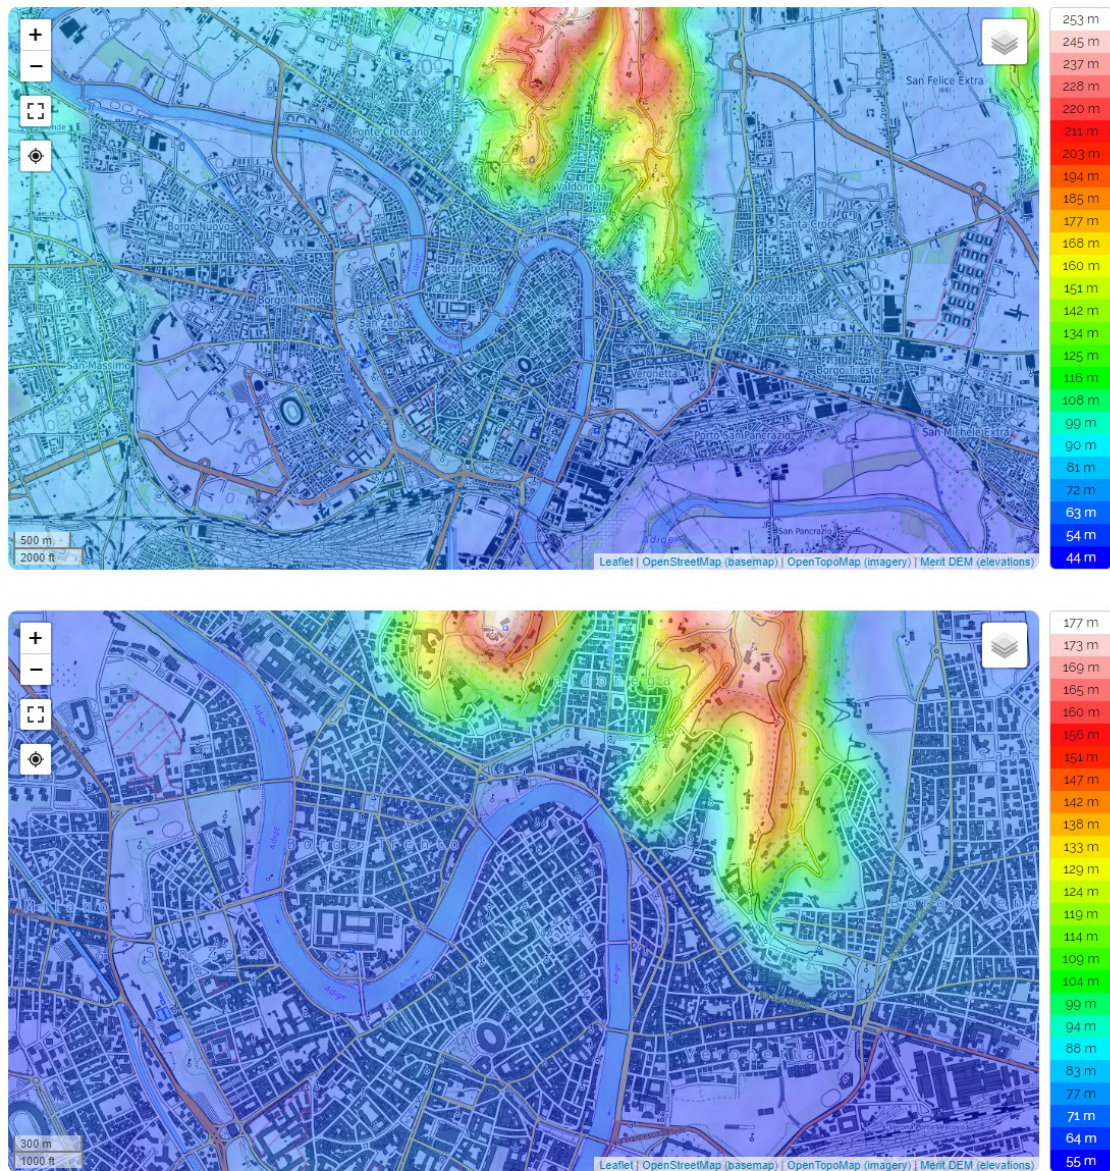 +
−
253 m
245 m
237 m
228 m
220 m
211 m
203 m
194 m
185 m
177 m
168 m
160 m
151 m
142 m
134 m
125 m
116 m
108 m
99 m
90 m
81 m
72 m
63 m
54 m
44 m
San Felice Extra
Ponte Crencano
Valdonega
Borgo Nuovo
Borgo Trento
Adige
Borgo Milano
San Massimo
Adige
Borgo Venezia
Veronetta
Borgo Trieste
Porto San Pancrazio
San Michele Extra
San Pancrazio
Adige
500 m
2000 ft
Leaflet | OpenStreetMap (basemap) | OpenTopoMap (imagery) | Merit DEM (elevations)
+
−
177 m
173 m
169 m
165 m
160 m
156 m
151 m
147 m
142 m
138 m
133 m
129 m
124 m
119 m
114 m
109 m
104 m
99 m
94 m
88 m
83 m
77 m
71 m
64 m
55 m
Valdonega
Adige
Borgo Trento
Adige
Adige
Adige
Veronetta
300 m
1000 ft
Leaflet | OpenStreetMap (basemap) | OpenTopoMap (imagery) | Merit DEM (elevations)